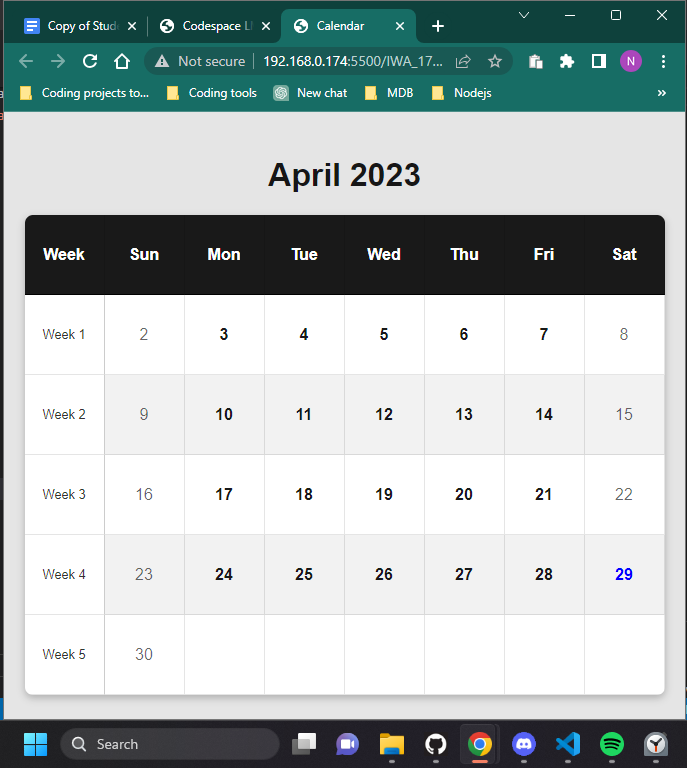 Copy of Stud
Codespace L
Calendar
Not secure
192.168.0.174:5500/IWA_17...
N
Coding projects to...
Coding tools
New chat
MDB
Nodejs
»
April 2023
Week Sun Mon Tue Wed Thu Fri Sat
Week 1 2 3 4 5 6 7 8
Week 2 9 10 11 12 13 14 15
Week 3 16 17 18 19 20 21 22
Week 4 23 24 25 26 27 28 29
Week 5 30
Search